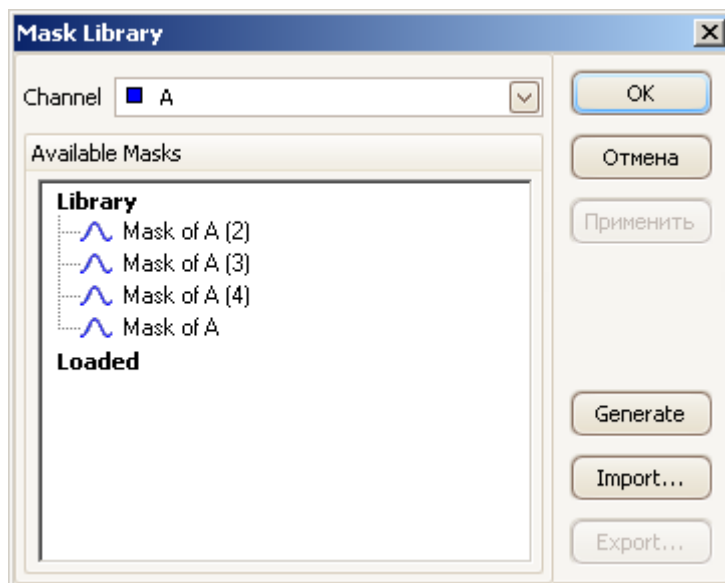 Mask Library
Channel A
Available Masks
Library
Mask of A (2)
Mask of A (3)
Mask of A (4)
Mask of A
Loaded
OK
Отмена
Применить
Generate
Import...
Export...